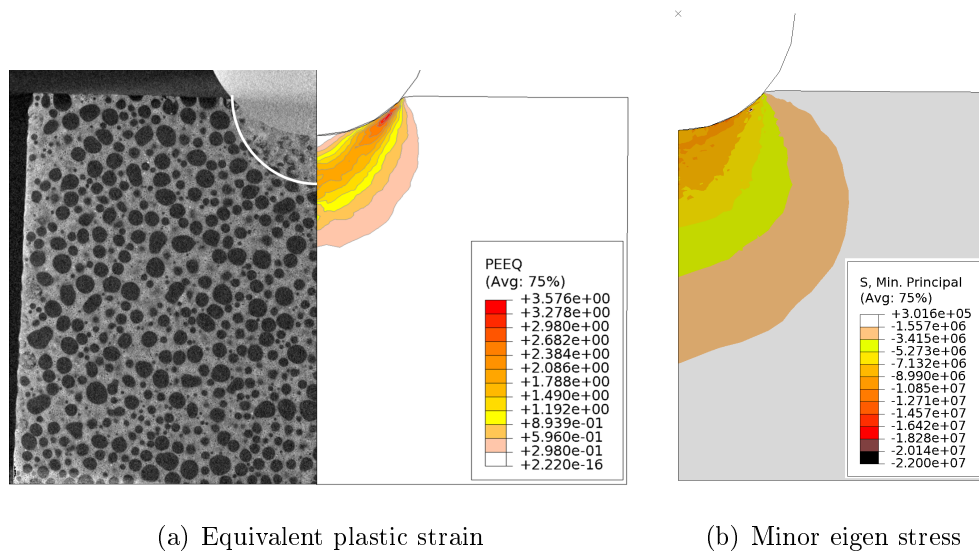 PEEQ
(Avg: 75%)
+3.576e+00
+3.278e+00
+2.980e+00
+2.682e+00
+2.384e+00
+2.086e+00
+1.788e+00
+1.490e+00
+1.192e+00
+8.939e-01
+5.960e-01
+2.980e-01
+2.220e-16
S, Min. Principal
(Avg: 75%)
+3.016e+05
-1.557e+06
-3.415e+06
-5.273e+06
-7.132e+06
-8.990e+06
-1.085e+07
-1.271e+07
-1.457e+07
-1.642e+07
-1.828e+07
-2.014e+07
-2.200e+07
(a) Equivalent plastic strain
(b) Minor eigen stress